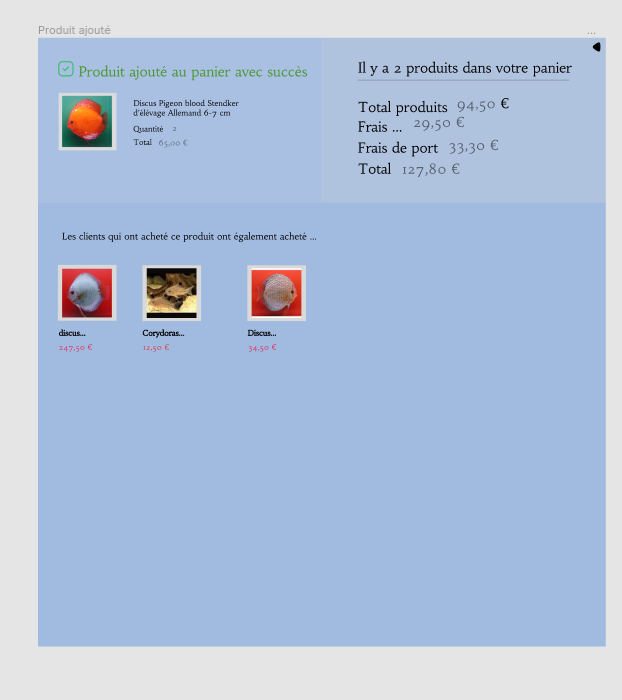 Produit ajouté
...
Produit ajouté au panier avec succès
Discus Pigeon blood Stendker
d'élevage Allemand 6-7 cm
Quantité 2
Total 65,00 €
Il y a 2 produits dans votre panier
Total produits 94,50 €
Frais ... 29,50 €
Frais de port 33,30 €
Total 127,80 €
Les clients qui ont acheté ce produit ont également acheté ...
discus...
247,50 €
Corydoras...
12,50 €
Discus...
34,50 €